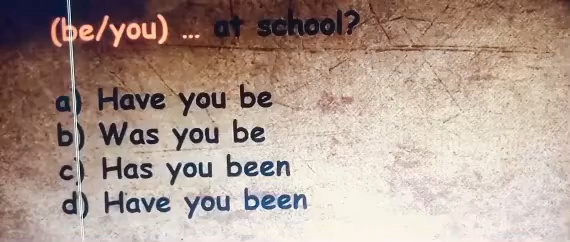 (be/you) ... at school?
a) Have you be
b) Was you be
c) Has you been
d) Have you been